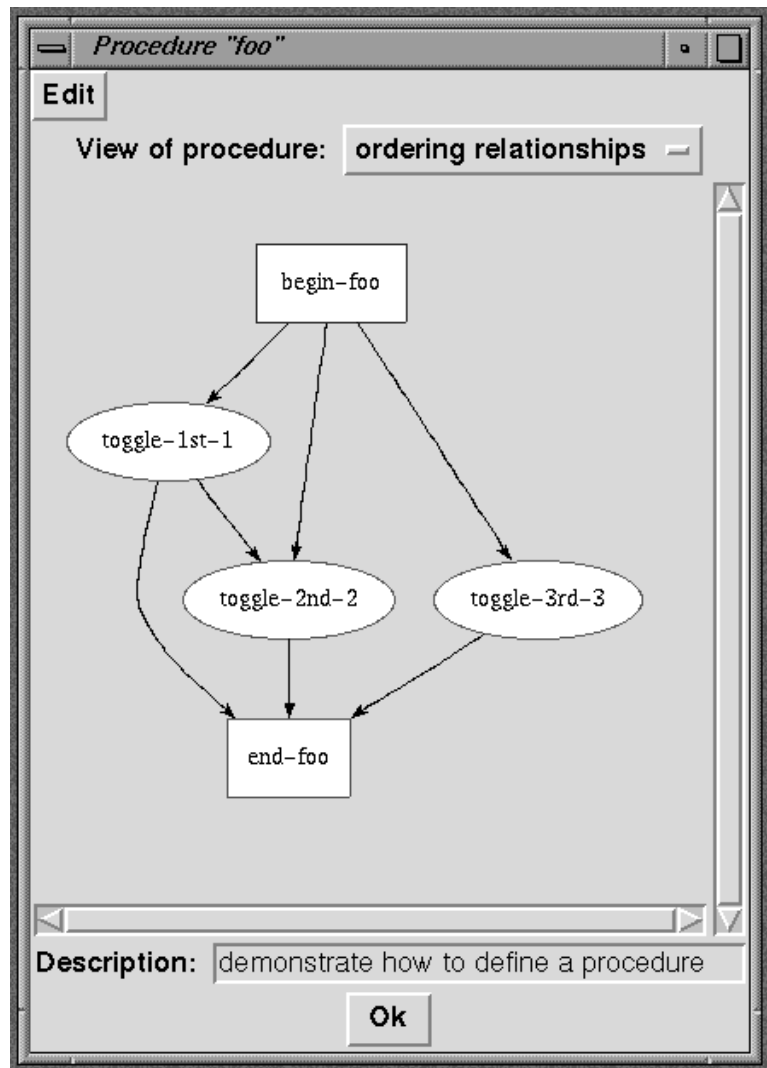 Procedure "foo"
Edit
View of procedure: ordering relationships
begin-foo
toggle-1st-1
toggle-2nd-2 toggle-3rd-3
end-foo
Description: demonstrate how to define a procedure
Ok